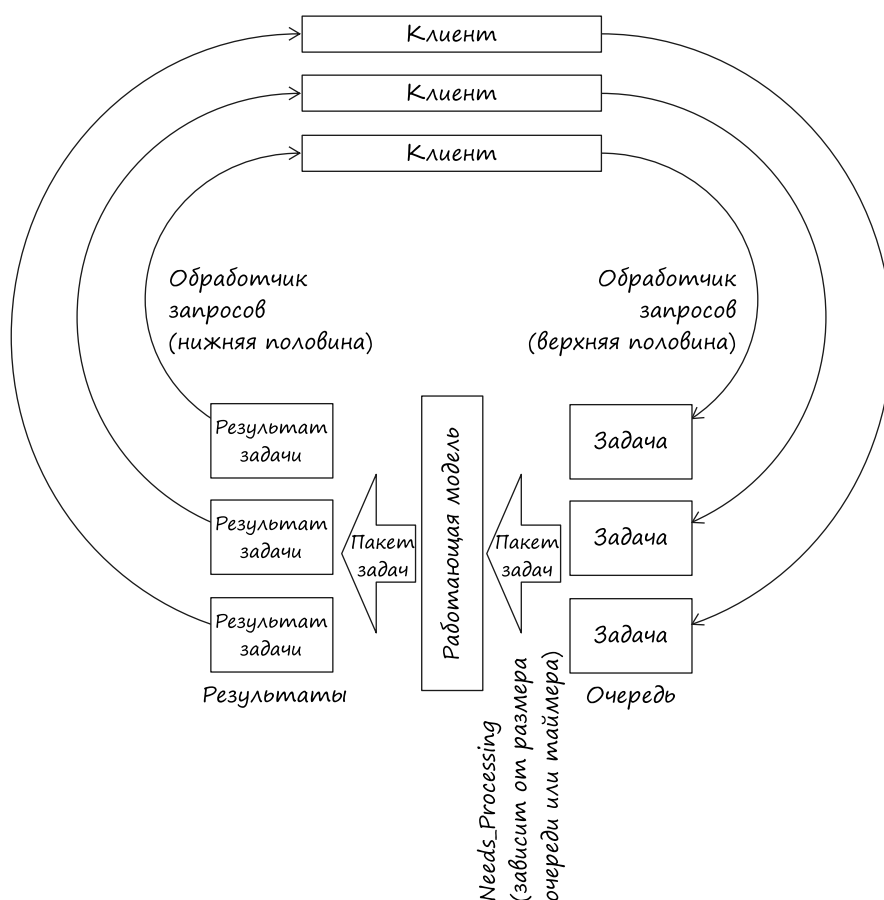 Клиент
Клиент
Клиент
Обработчик
запросов
(нижняя половина)
Обработчик
запросов
(верхняя половина)
Результат
задачи
Результат
задачи
Результат
задачи
Результаты
Пакет
задач
Работающая модель
Пакет
задач
Задача
Задача
Задача
Очередь
Needs_Processing
(зависит от размера
очереди или таймера)